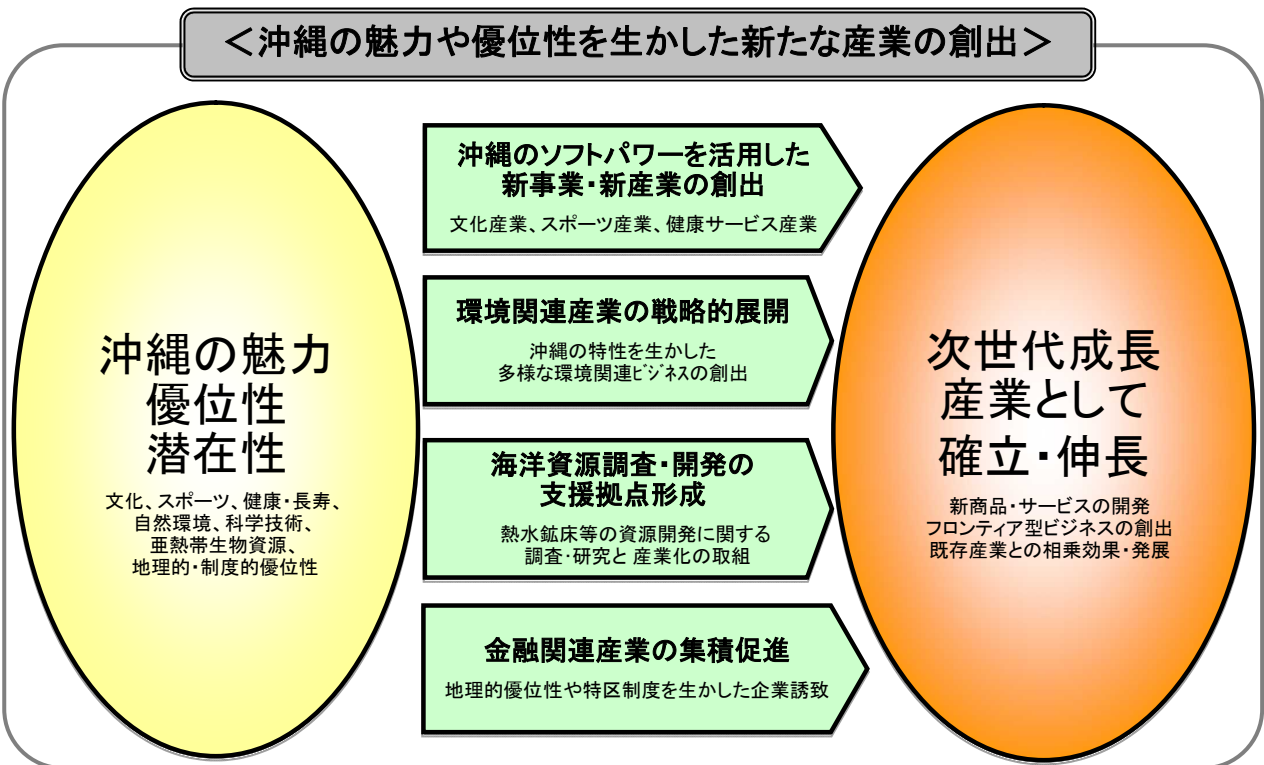 ＜沖縄の魅力や優位性を生かした新たな産業の創出＞
沖縄の魅力
優位性
潜在性
文化、スポーツ、健康・長寿、
自然環境、科学技術、
亜熱帯生物資源、
地理的・制度的優位性
沖縄のソフトパワーを活用した
新事業・新産業の創出
文化産業、スポーツ産業、健康サービス産業
環境関連産業の戦略的展開
沖縄の特性を生かした
多様な環境関連ﾋﾞｼﾞﾈｽの創出
海洋資源調査・開発の
支援拠点形成
熱水鉱床等の資源開発に関する
調査・研究と 産業化の取組
金融関連産業の集積促進
地理的優位性や特区制度を生かした企業誘致
次世代成長
産業として
確立・伸長
新商品・サービスの開発
フロンティア型ビジネスの創出
既存産業との相乗効果・発展